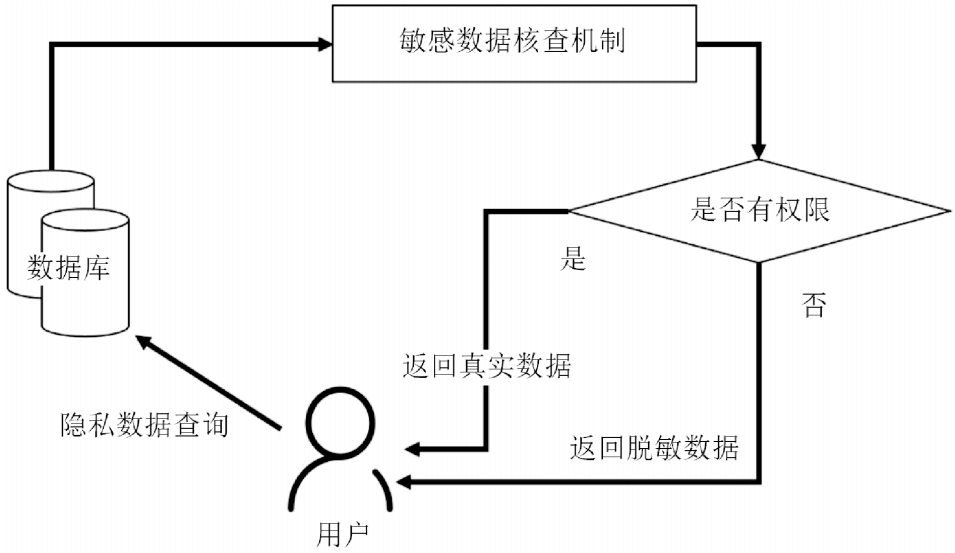 敏感数据核查机制
是否有权限
数据库
是
否
返回真实数据
隐私数据查询
返回脱敏数据
用户